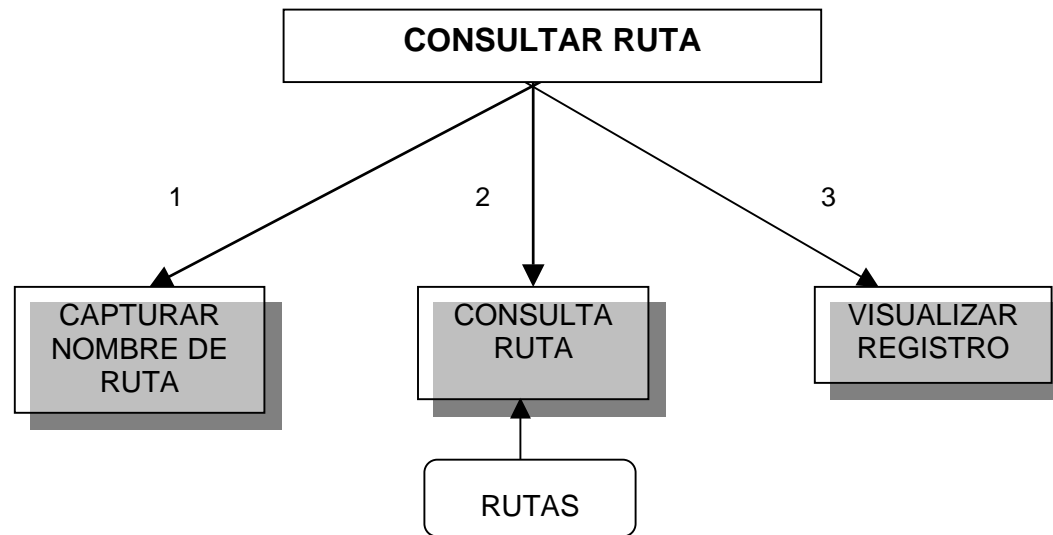 CONSULTAR RUTA
1
2
3
CAPTURAR
NOMBRE DE
RUTA
CONSULTA
RUTA
VISUALIZAR
REGISTRO
RUTAS